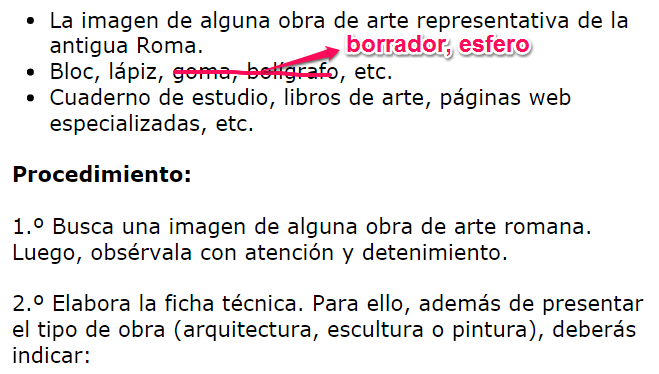 • La imagen de alguna obra de arte representativa de la
antigua Roma.
borrador, esfero
• Bloc, lápiz, goma, bolígrafo, etc.
• Cuaderno de estudio, libros de arte, páginas web
especializadas, etc.
Procedimiento:
1.º Busca una imagen de alguna obra de arte romana.
Luego, obsérvala con atención y detenimiento.
2.º Elabora la ficha técnica. Para ello, además de presentar
el tipo de obra (arquitectura, escultura o pintura), deberás
indicar: